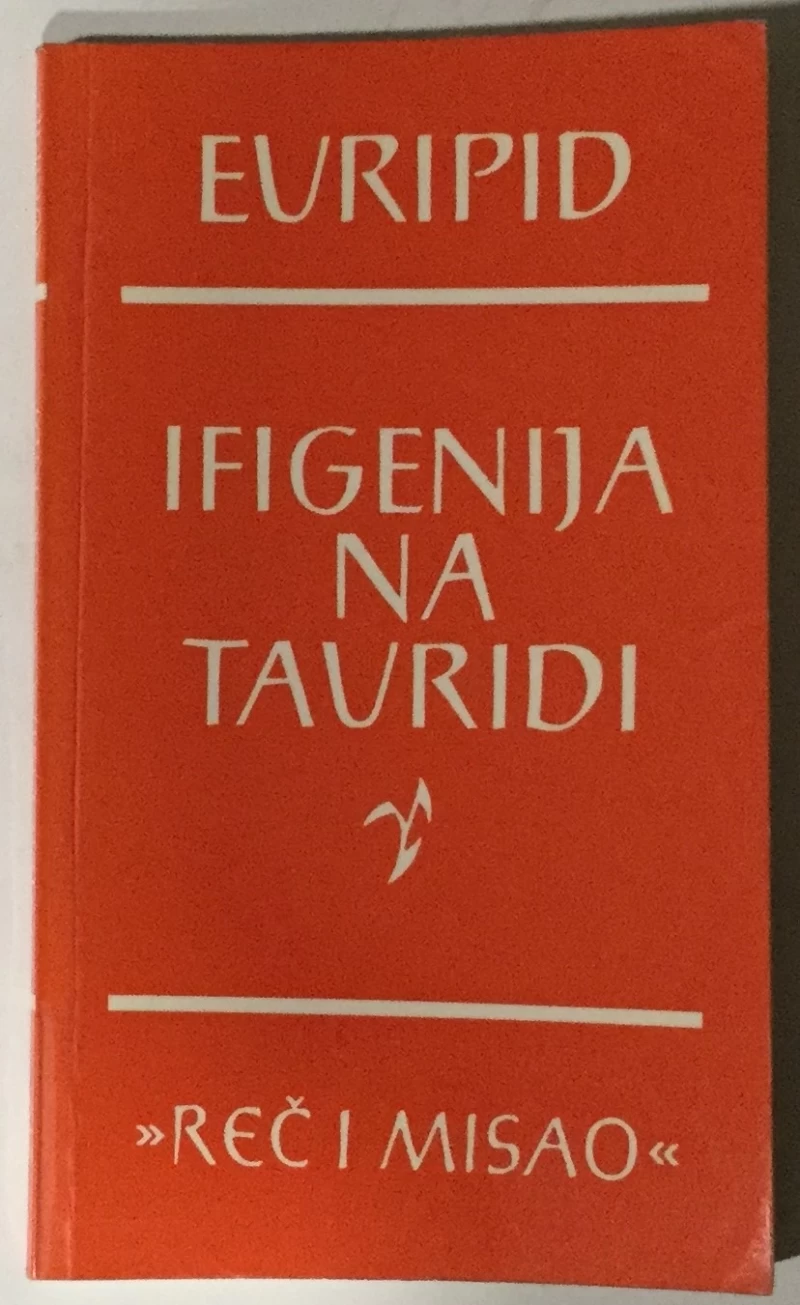 EURIPID
IFIGENIJA
NA
TAURIDI
»REČ I MISAO«